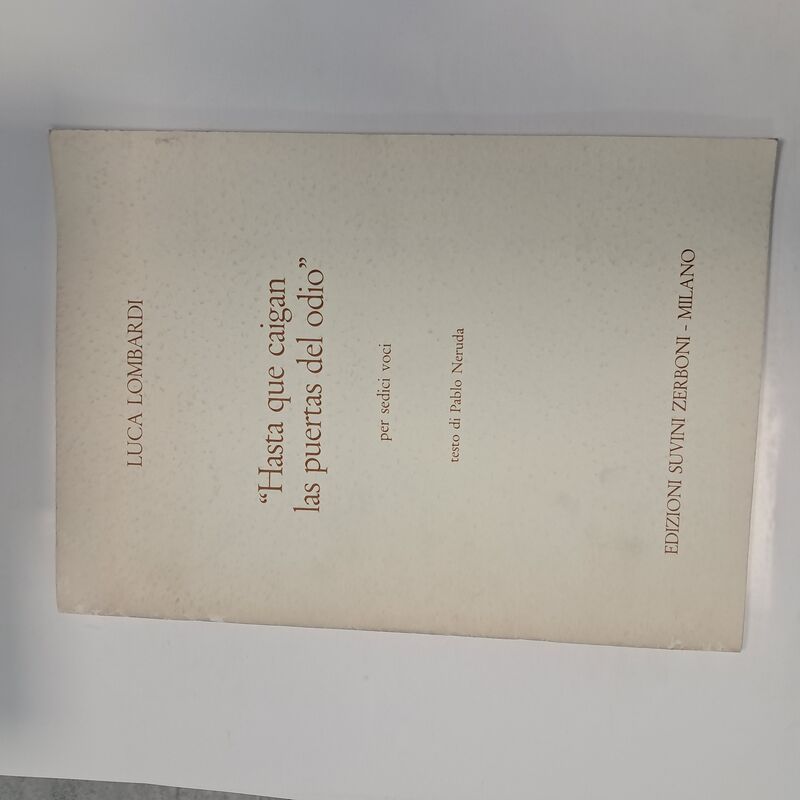 LUCA LOMBARDI
“Hasta que caigan
las puertas del odio”
per sedici voci
testo di Pablo Neruda
EDIZIONI SUVINI ZERBONI - MILANO